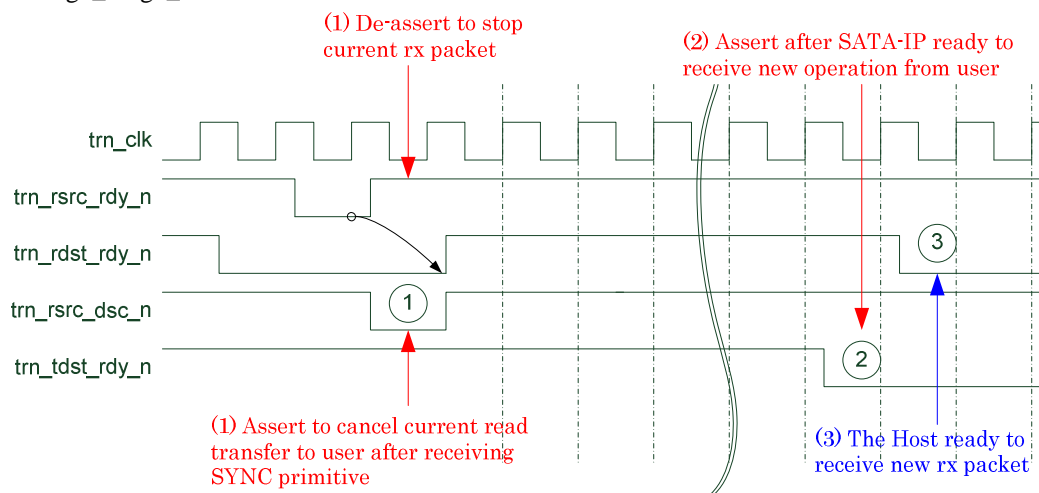 (1) De-assert to stop
current rx packet
(2) Assert after SATA-IP ready to
receive new operation from user
trn_clk
trn_rsrc_rdy_n
trn_rdst_rdy_n
3
trn_rsrc_dsc_n
1
trn_tdst_rdy_n
2
(1) Assert to cancel current read
transfer to user after receiving
SYNC primitive
(3) The Host ready to
receive new rx packet